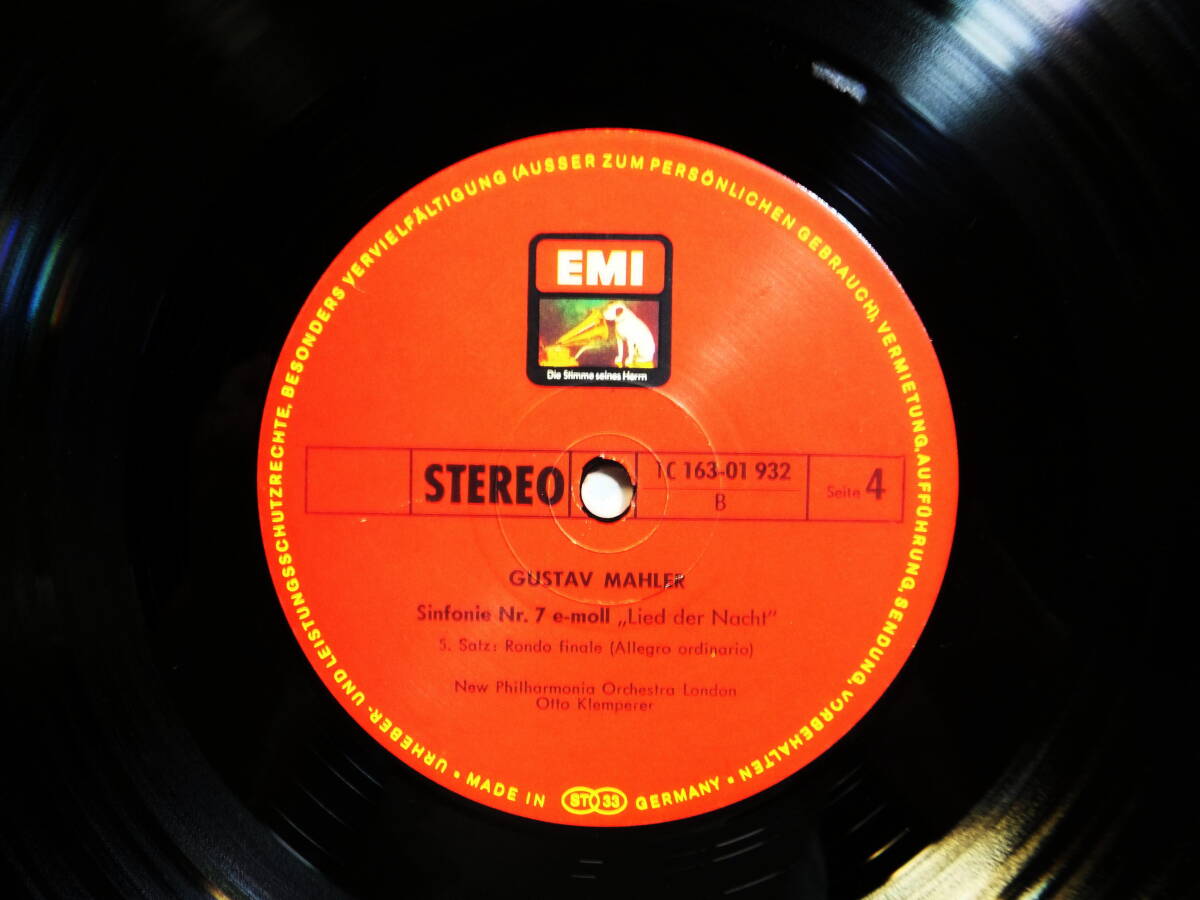 URHEBER- UND LEISTUNGSSCHUTZRECHTE, BESONDERS VERVIELFÄLTIGUNG (AUSSER ZUM PERSÖNLICHEN GEBRAUCH), VERMIETUNG, AUFFÜHRUNG, SENDUNG, VORBEHALTEN •
EMI
Die Stimme seines Herrn
STEREO
1C 163-01 932
B
Seite 4
GUSTAV MAHLER
Sinfonie Nr. 7 e-moll „Lied der Nacht"
5. Satz: Rondo finale (Allegro ordinario)
New Philharmonia Orchestra London
Otto Klemperer
• MADE IN ST 33 GERMANY